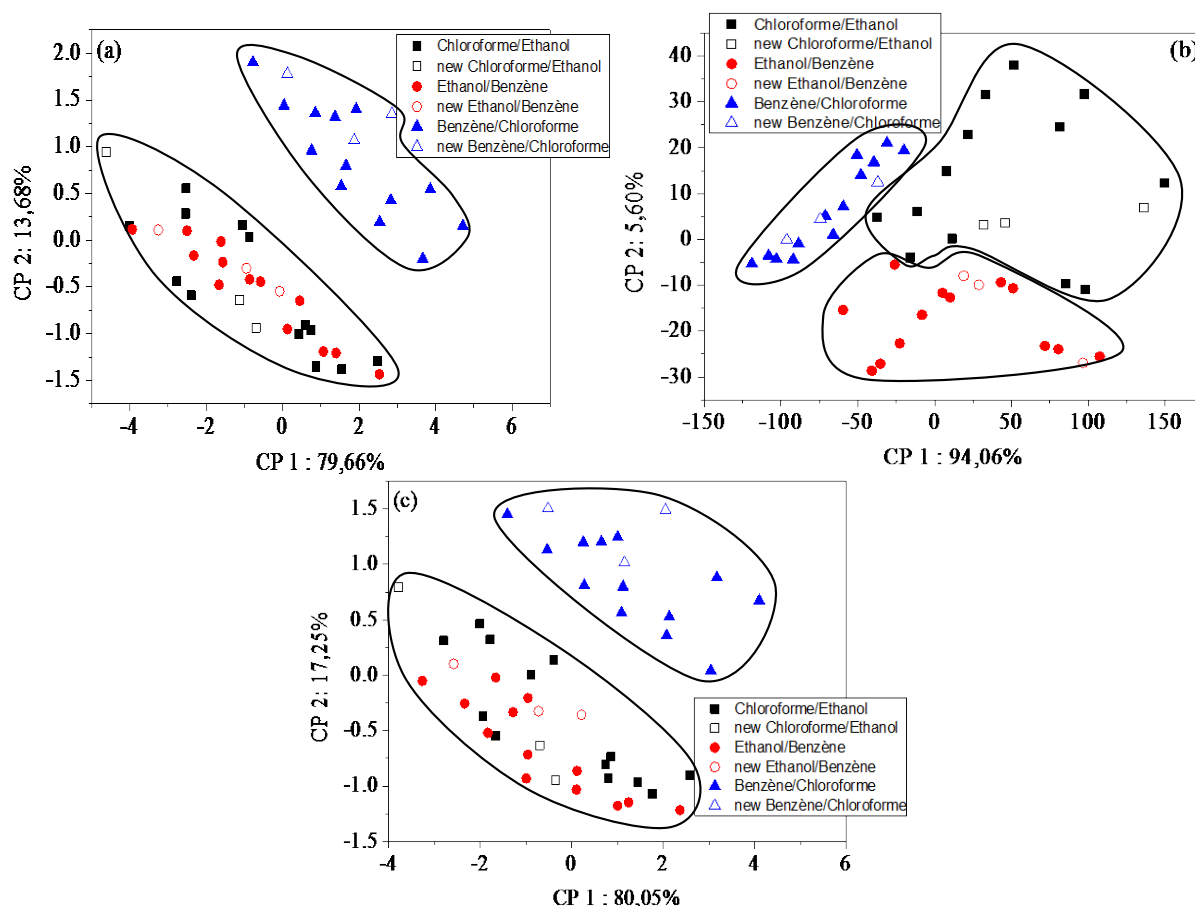 (a)
Chloroforme/Ethanol
new Chloroforme/Ethanol
Ethanol/Benzène
new Ethanol/Benzène
Benzène/Chloroforme
new Benzène/Chloroforme
2.0
1.5
1.0
0.5
0.0
-0.5
-1.0
-1.5
CP 2: 13,68%
-4 -2 0 2 4 6
CP 1 : 79,66%
(b)
Chloroforme/Ethanol
new Chloroforme/Ethanol
Ethanol/Benzène
new Ethanol/Benzène
Benzène/Chloroforme
new Benzène/Chloroforme
40
30
20
10
0
-10
-20
-30
CP 2 : 5,60%
-150 -100 -50 0 50 100 150
CP 1 : 94,06%
(c)
1.5
1.0
0.5
0.0
-0.5
-1.0
-1.5
CP 2: 17,25%
Chloroforme/Ethanol
new Chloroforme/Ethanol
Ethanol/Benzène
new Ethanol/Benzène
Benzène/Chloroforme
new Benzène/Chloroforme
-4 -2 0 2 4 6
CP 1 : 80,05%